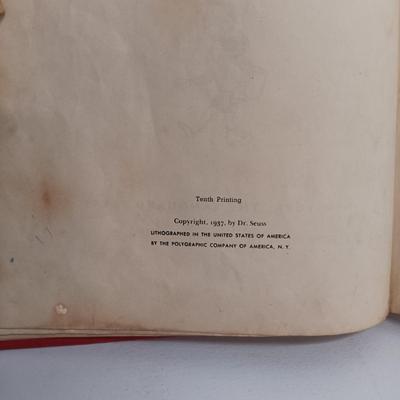 Tenth Printing
Copyright, 1937, by Dr. Seuss
LITHOGRAPHED IN THE UNITED STATES OF AMERICA
BY THE POLYGRAPHIC COMPANY OF AMERICA, N. Y.